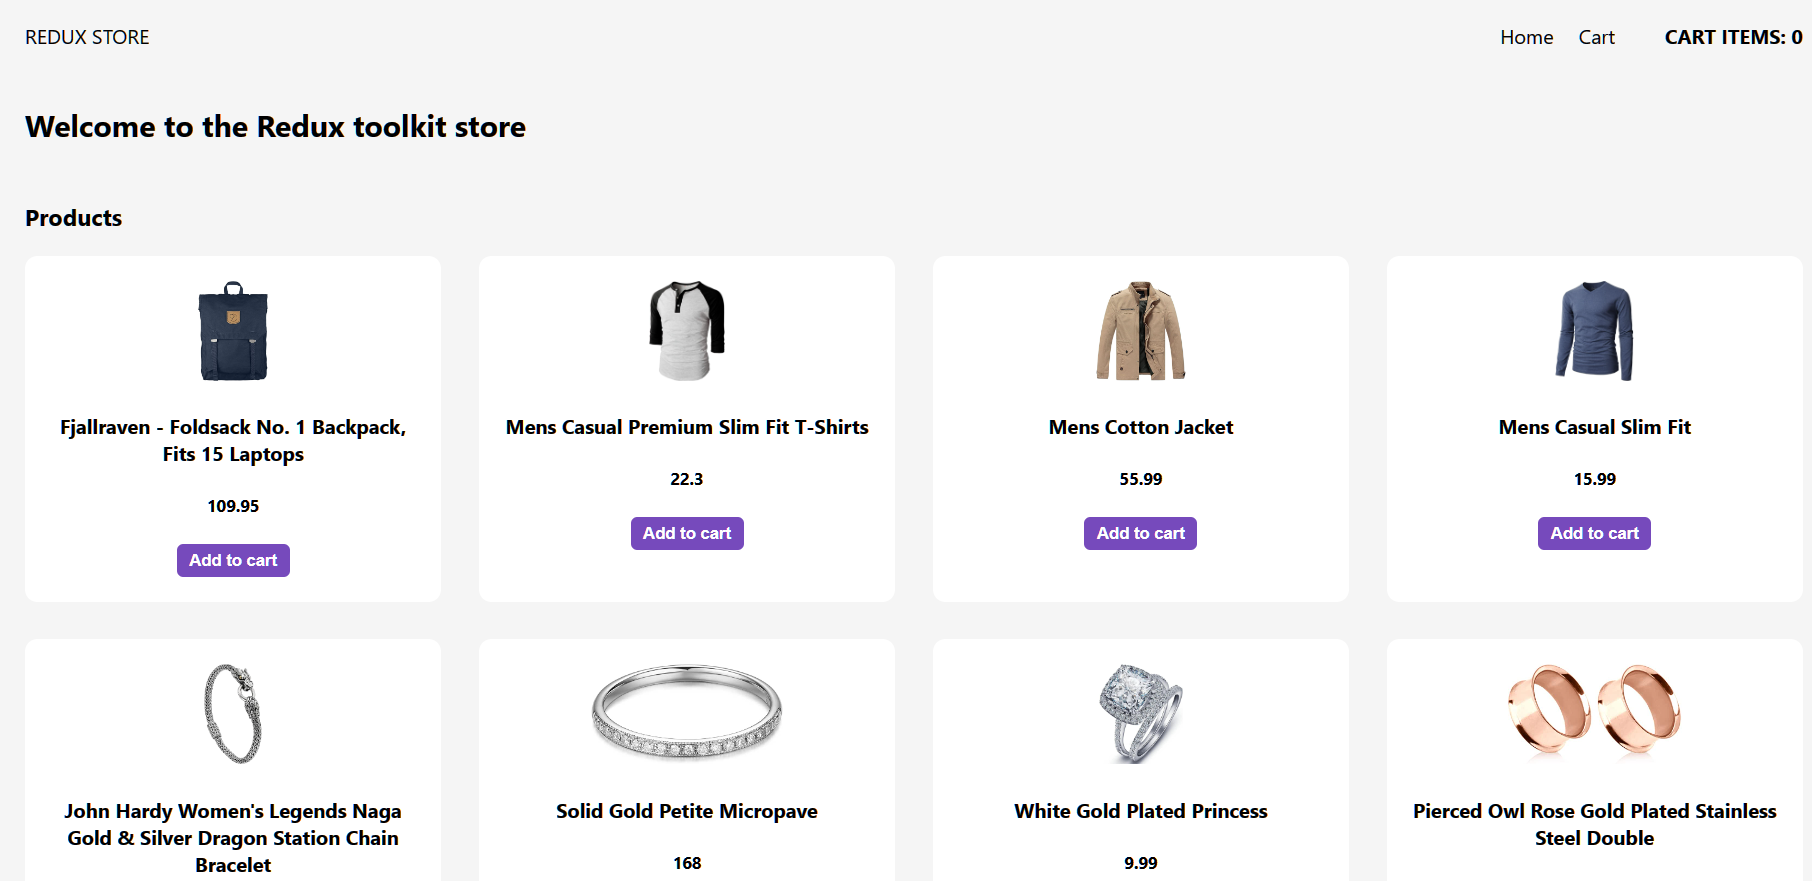 REDUX STORE
Home
Cart
CART ITEMS: 0
Welcome to the Redux toolkit store
Products
Fjallraven - Foldsack No. 1 Backpack,
Fits 15 Laptops
109.95
Add to cart
Mens Casual Premium Slim Fit T-Shirts
22.3
Add to cart
Mens Cotton Jacket
55.99
Add to cart
Mens Casual Slim Fit
15.99
Add to cart
John Hardy Women's Legends Naga
Gold & Silver Dragon Station Chain
Bracelet
Solid Gold Petite Micropave
168
White Gold Plated Princess
9.99
Pierced Owl Rose Gold Plated Stainless
Steel Double